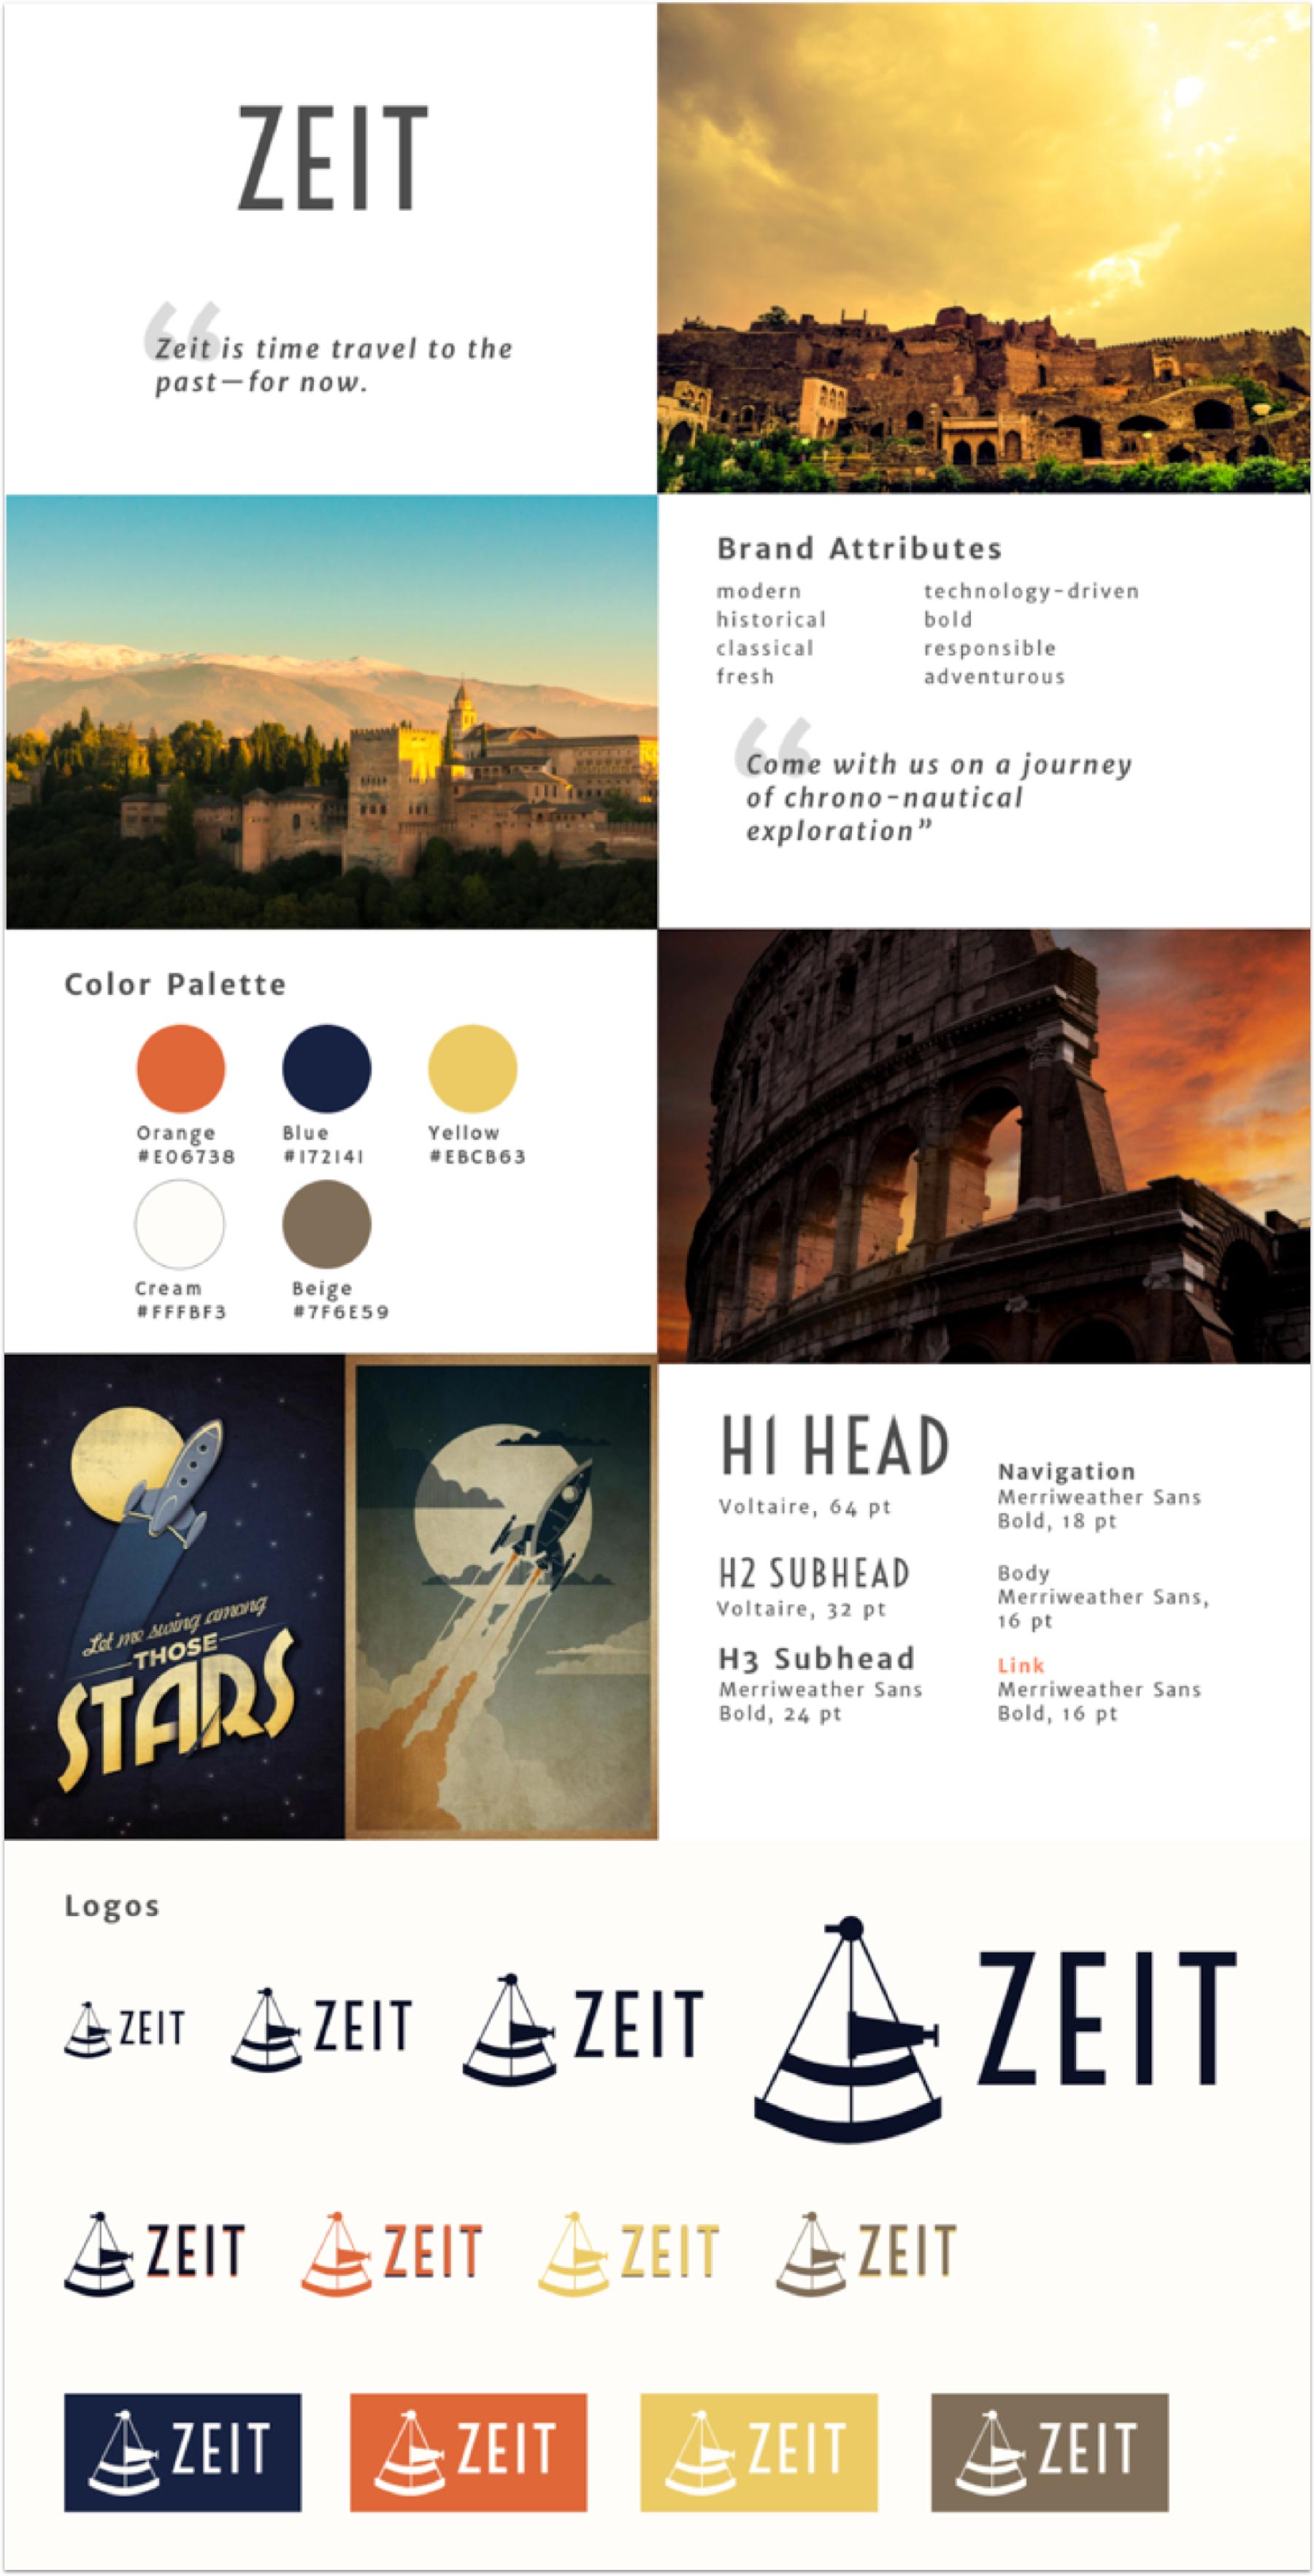 ZEIT
“
Zeit is time travel to the
past—for now.
Brand Attributes
modern
historical
classical
fresh
technology-driven
bold
responsible
adventurous
“
Come with us on a journey
of chrono-nautical
exploration”
Color Palette
Orange
#E06738
Blue
#172141
Yellow
#EBCB63
Cream
#FFFBF3
Beige
#7F6E59
Let me swing among
THOSE
STARS
H1 HEAD
Voltaire, 64 pt
H2 SUBHEAD
Voltaire, 32 pt
H3 Subhead
Merriweather Sans
Bold, 24 pt
Navigation
Merriweather Sans
Bold, 18 pt
Body
Merriweather Sans,
16 pt
Link
Merriweather Sans
Bold, 16 pt
Logos
ZEIT
ZEIT
ZEIT
ZEIT
ZEIT
ZEIT
ZEIT
ZEIT
ZEIT
ZEIT
ZEIT
ZEIT